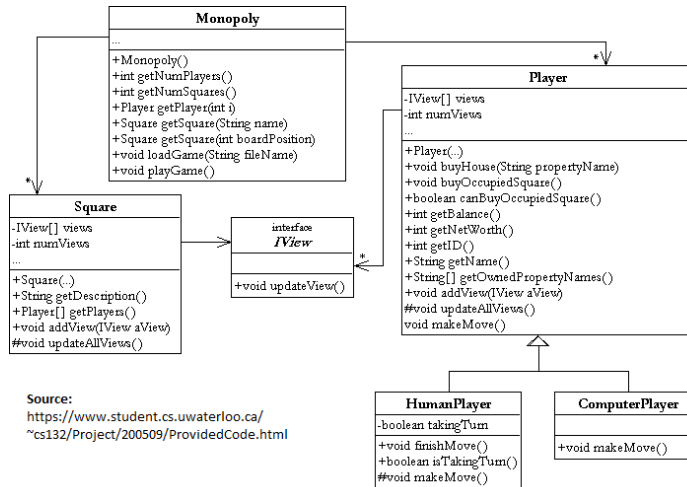 Monopoly
...
+Monopoly()
+int getNumPlayers()
+int getNumSquares()
+Player getPlayer(int i)
+Square getSquare(String name)
+Square getSquare(int boardPosition)
+void loadGame(String fileName)
+void playGame()
*
*
Player
-IView[] views
-int numViews
...
+Player(..)
+void buyHouse(String propertyName)
+void buyOccupiedSquare()
+boolean canBuyOccupiedSquare()
+int getBalance()
+int getNetWorth()
+int getID()
+String getName()
+String[] getOwnedPropertyNames()
+void addView(IView aView)
#void updateAllViews()
void makeMove()
Square
-IView[] views
-int numViews
...
+Square(..)
+String getDescription()
+Player[] getPlayers()
+void addView(IView aView)
#void updateAllViews()
interface
IView
+void updateView()
*
HumanPlayer
-boolean takingTurn
+void finishMove()
+boolean isTakingTurn()
#void makeMove()
ComputerPlayer
+void makeMove()
Source:
https://www.student.cs.uwaterloo.ca/
~cs132/Project/200509/ProvidedCode.html